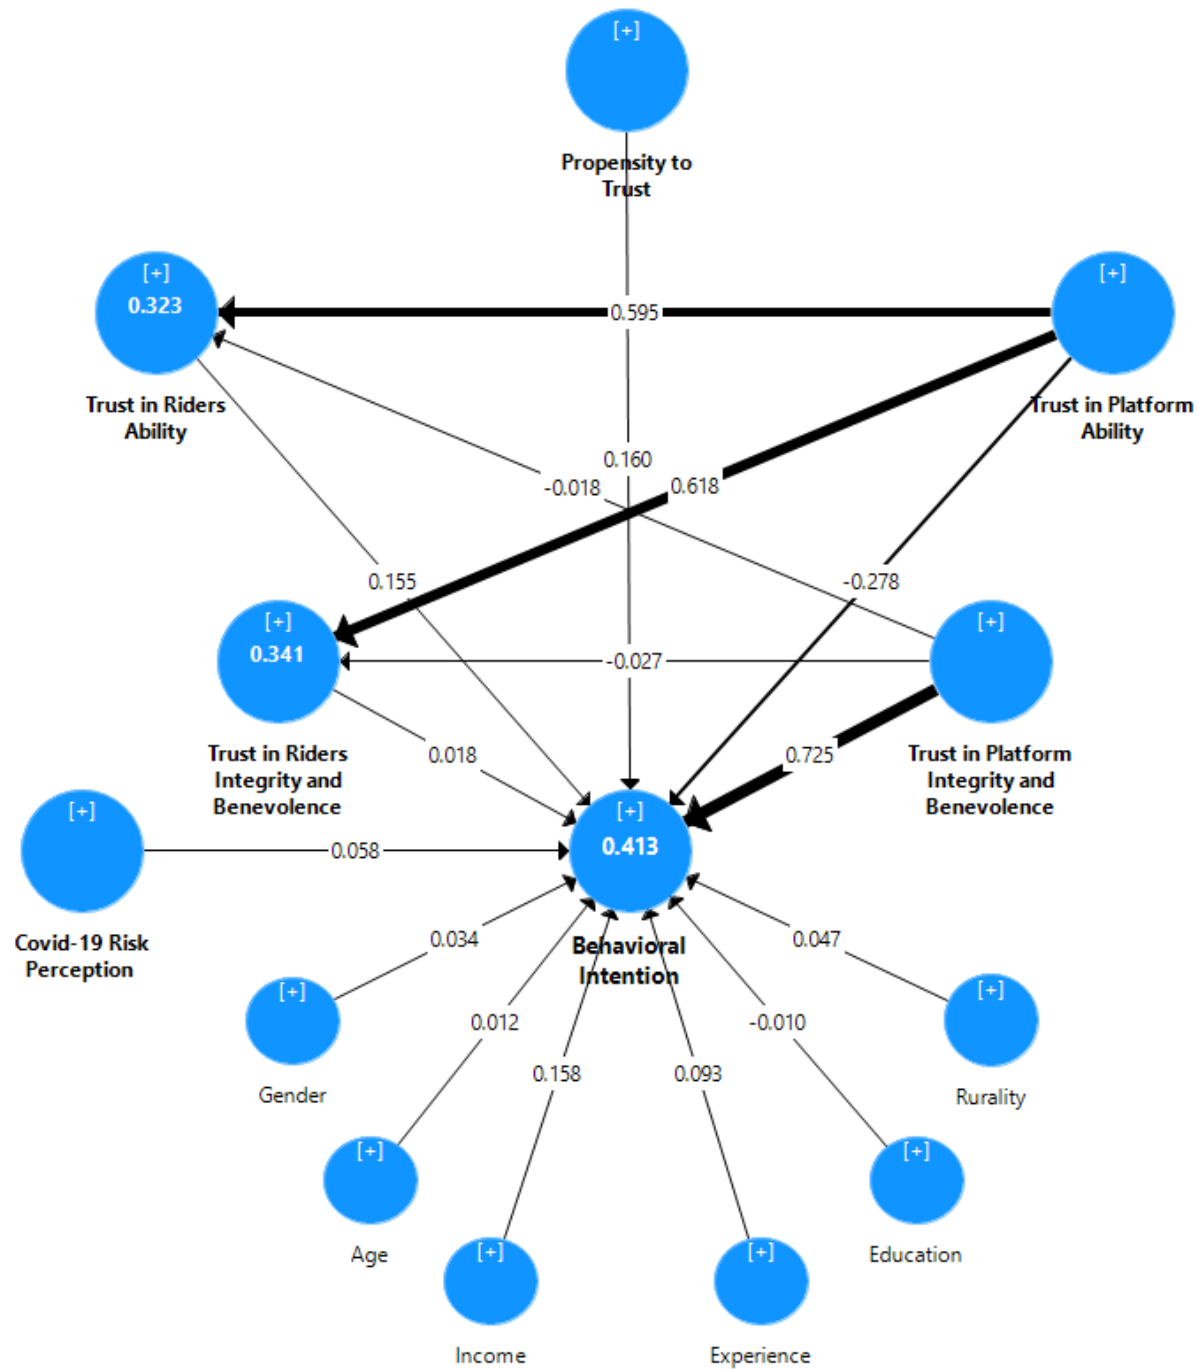 [+]
Propensity to
Trust
[+]
0.323
Trust in Riders
Ability
[+]
Trust in Platform
Ability
0.595
0.160
-0.018
0.618
0.155
-0.278
[+]
0.341
Trust in Riders
Integrity and
Benevolence
-0.027
[+]
Trust in Platform
Integrity and
Benevolence
0.018
0.725
[+]
Covid-19 Risk
Perception
0.058
[+]
0.413
Behavioral
Intention
0.034
0.047
[+]
Gender
0.012
-0.010
[+]
Rurality
0.158
0.093
[+]
Age
[+]
Education
[+]
Income
[+]
Experience